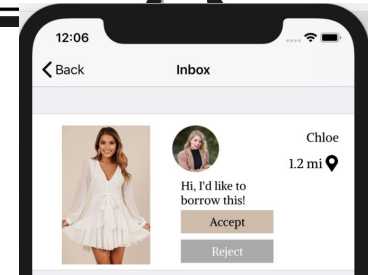 12:06
Back
Inbox
Chloe
1.2 mi
Hi, I'd like to
borrow this!
Accept
Reject